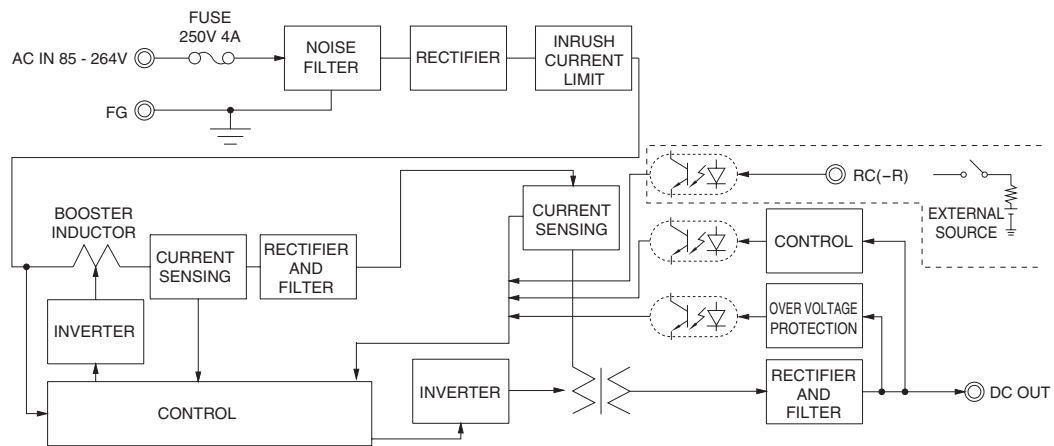 FUSE
250V 4A
AC IN 85 - 264V
NOISE
FILTER
RECTIFIER
INRUSH
CURRENT
LIMIT
FG
RC(−R)
EXTERNAL
SOURCE
BOOSTER
INDUCTOR
CURRENT
SENSING
RECTIFIER
AND
FILTER
CURRENT
SENSING
CONTROL
OVER VOLTAGE
PROTECTION
INVERTER
CONTROL
INVERTER
RECTIFIER
AND
FILTER
DC OUT